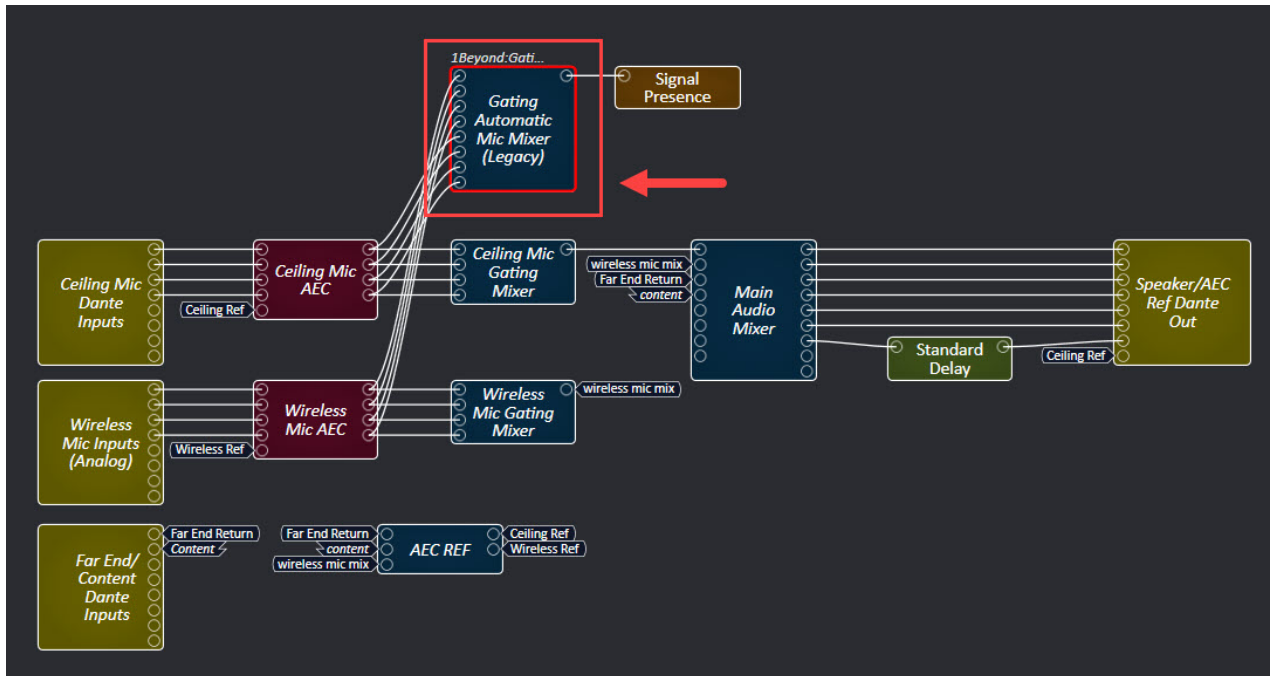 1Beyond:Gati...
Gating
Automatic
Mic Mixer
(Legacy)
Signal
Presence
Ceiling Mic
Dante
Inputs
Ceiling Ref
Ceiling Mic
AEC
Ceiling Mic
Gating
Mixer
wireless mic mix
Far End Return
content
Main
Audio
Mixer
Standard
Delay
Ceiling Ref
Speaker/AEC
Ref Dante
Out
Wireless
Mic Inputs
(Analog)
Wireless Ref
Wireless
Mic AEC
Wireless
Mic Gating
Mixer
wireless mic mix
Far End/
Content
Dante
Inputs
Far End Return
Content
Far End Return
content
wireless mic mix
AEC REF
Ceiling Ref
Wireless Ref